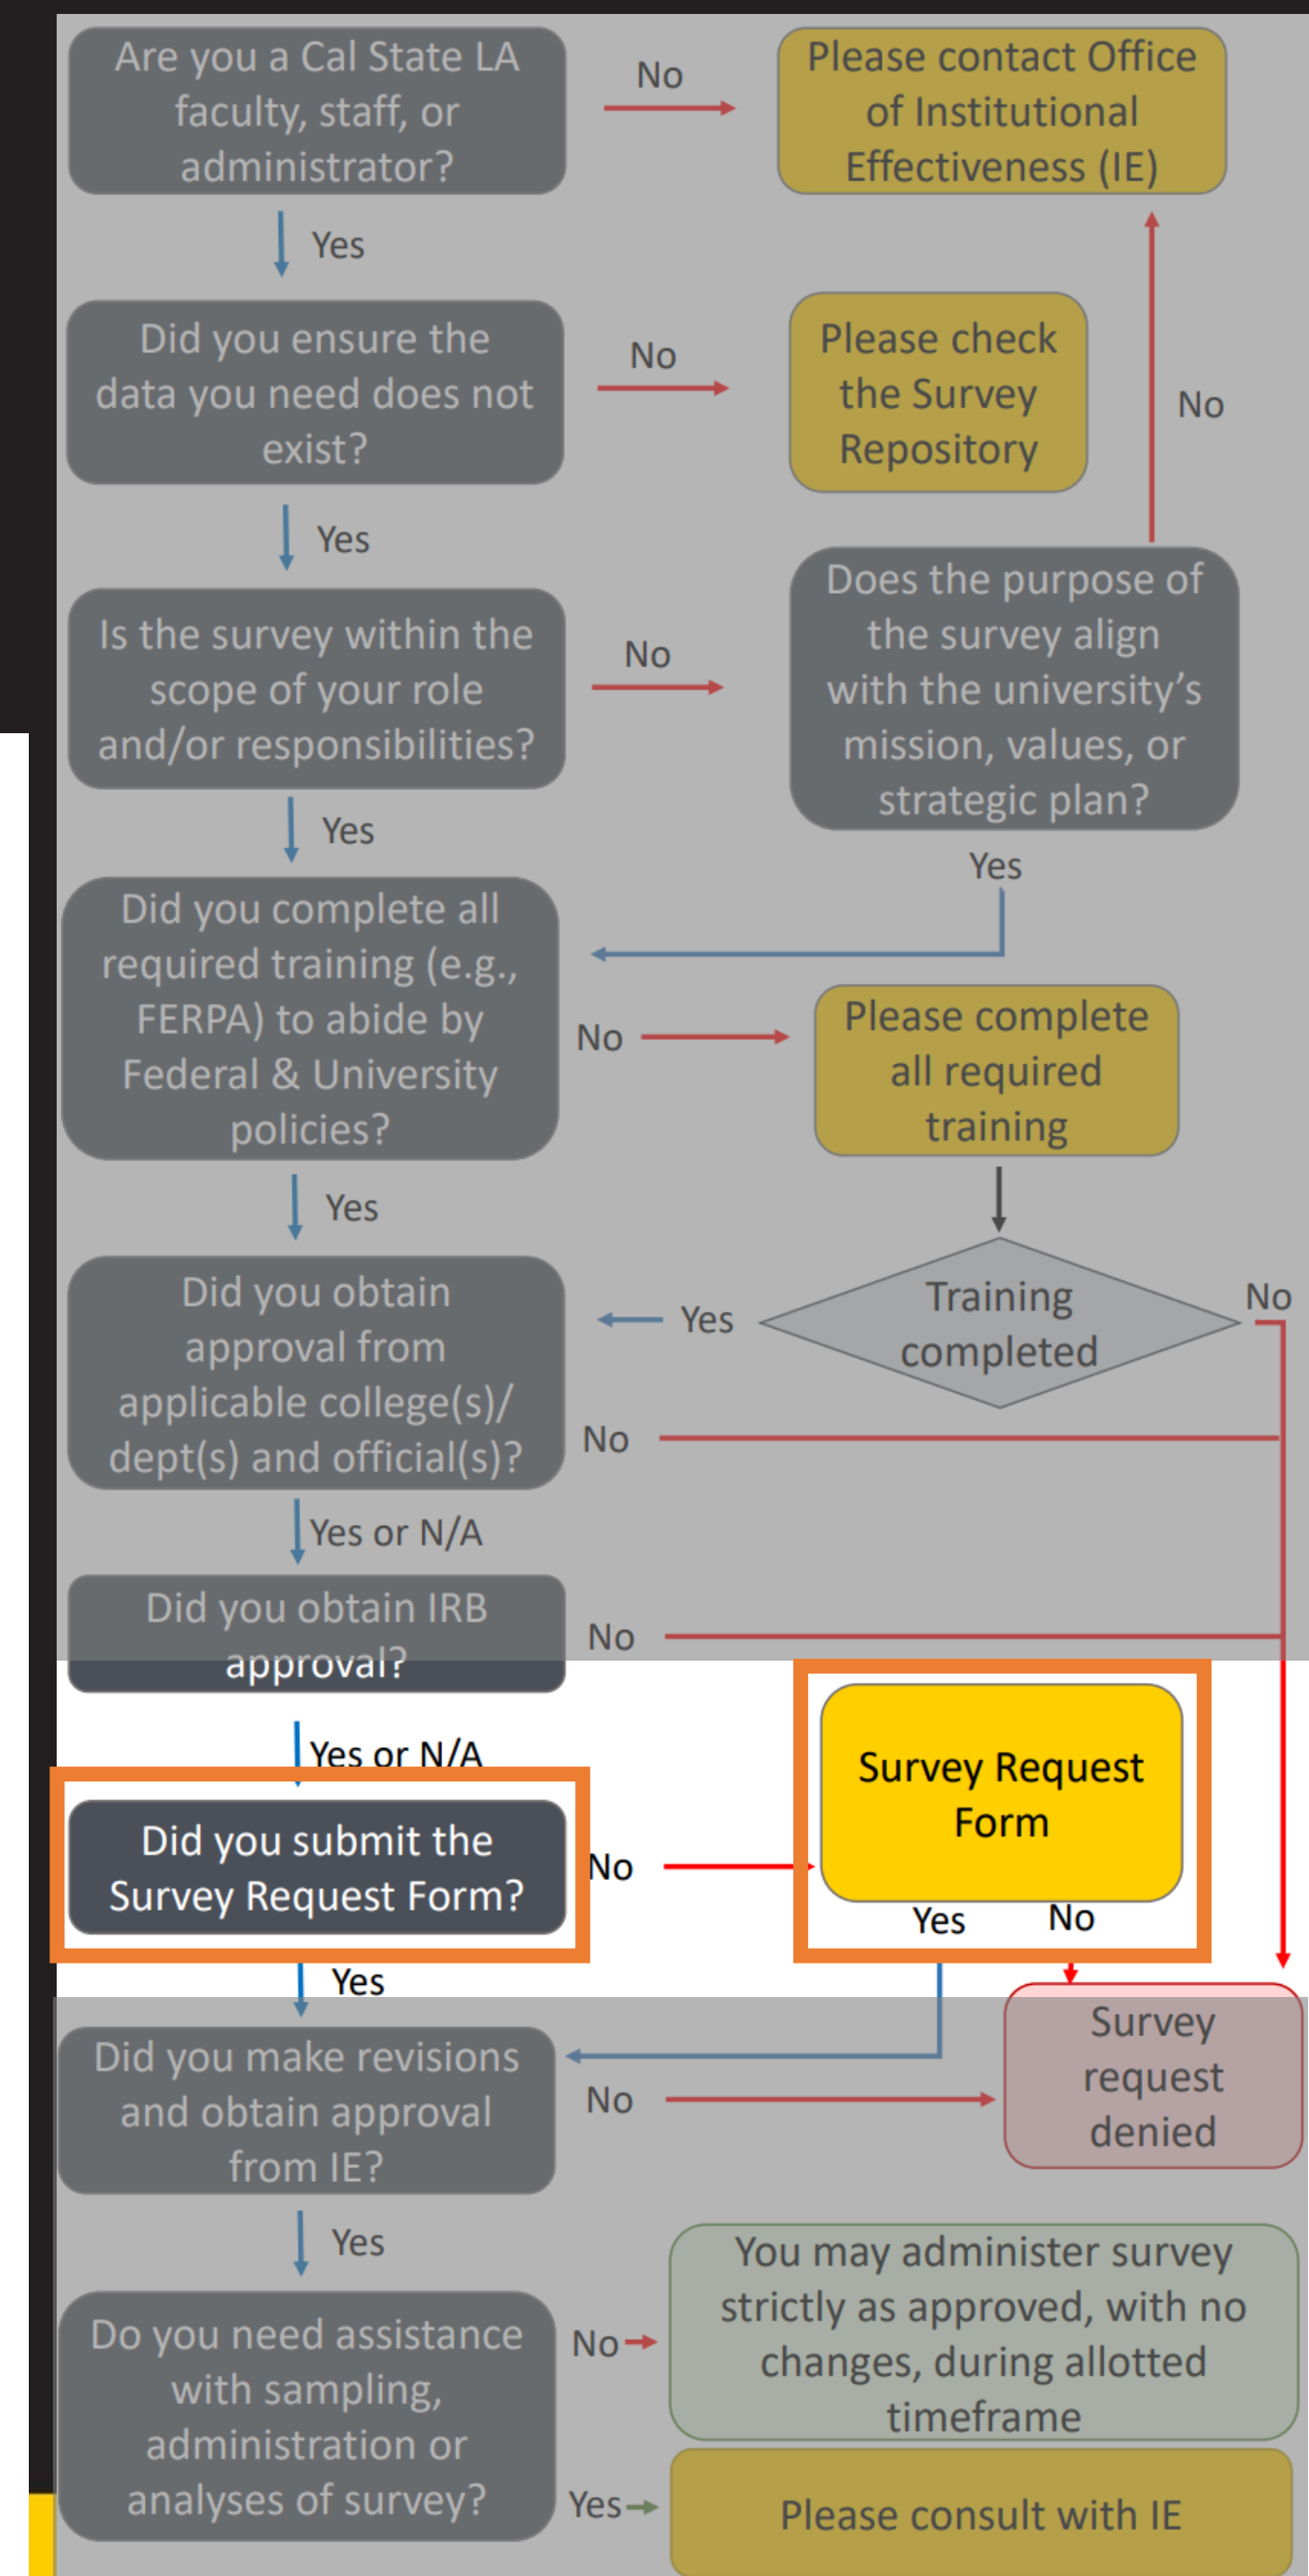 Are you a Cal State LA
faculty, staff, or
administrator?
No
Please contact Office
of Institutional
Effectiveness (IE)
Yes
Did you ensure the
data you need does not
exist?
No
Please check
the Survey
Repository
No
Yes
Is the survey within the
scope of your role
and/or responsibilities?
No
Does the purpose of
the survey align
with the university’s
mission, values, or
strategic plan?
Yes
Yes
Did you complete all
required training (e.g.,
FERPA) to abide by
Federal & University
policies?
No
Please complete
all required
training
Yes
Did you obtain
approval from
applicable college(s)/
dept(s) and official(s)?
Yes
Training
completed
No
No
Yes or N/A
Did you obtain IRB
approval?
No
Yes or N/A
Did you submit the
Survey Request Form?
No
Survey Request
Form
Yes
No
Yes
Did you make revisions
and obtain approval
from IE?
No
Survey
request
denied
Yes
Do you need assistance
with sampling,
administration or
analyses of survey?
No
You may administer survey
strictly as approved, with no
changes, during allotted
timeframe
Yes
Please consult with IE